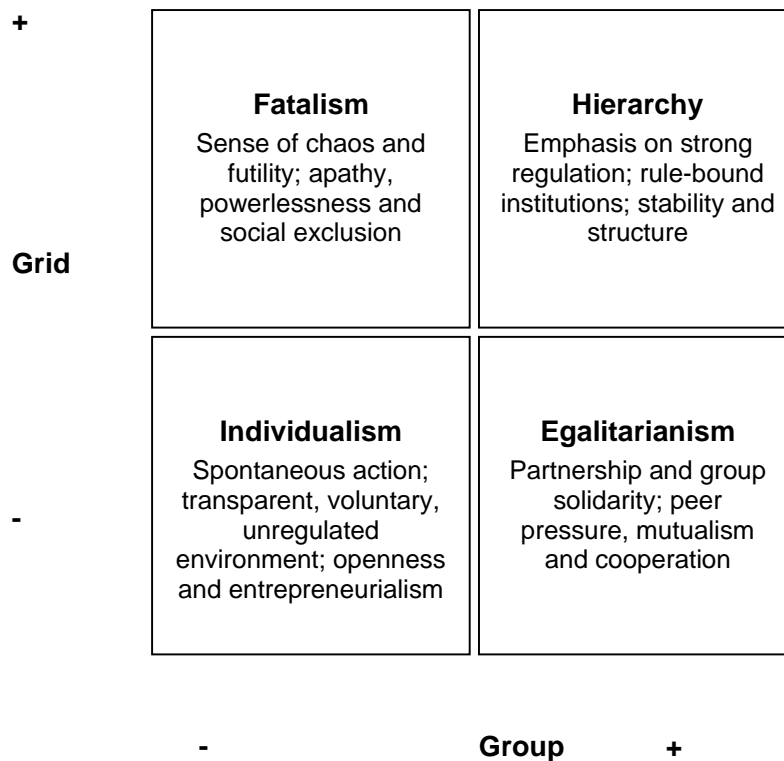 +
Fatalism
Sense of chaos and
futility; apathy,
powerlessness and
social exclusion
Hierarchy
Emphasis on strong
regulation; rule-bound
institutions; stability and
structure
Grid
Individualism
Spontaneous action;
transparent, voluntary,
unregulated
environment; openness
and entrepreneurialism
Egalitarianism
Partnership and group
solidarity; peer
pressure, mutualism
and cooperation
-
- Group +